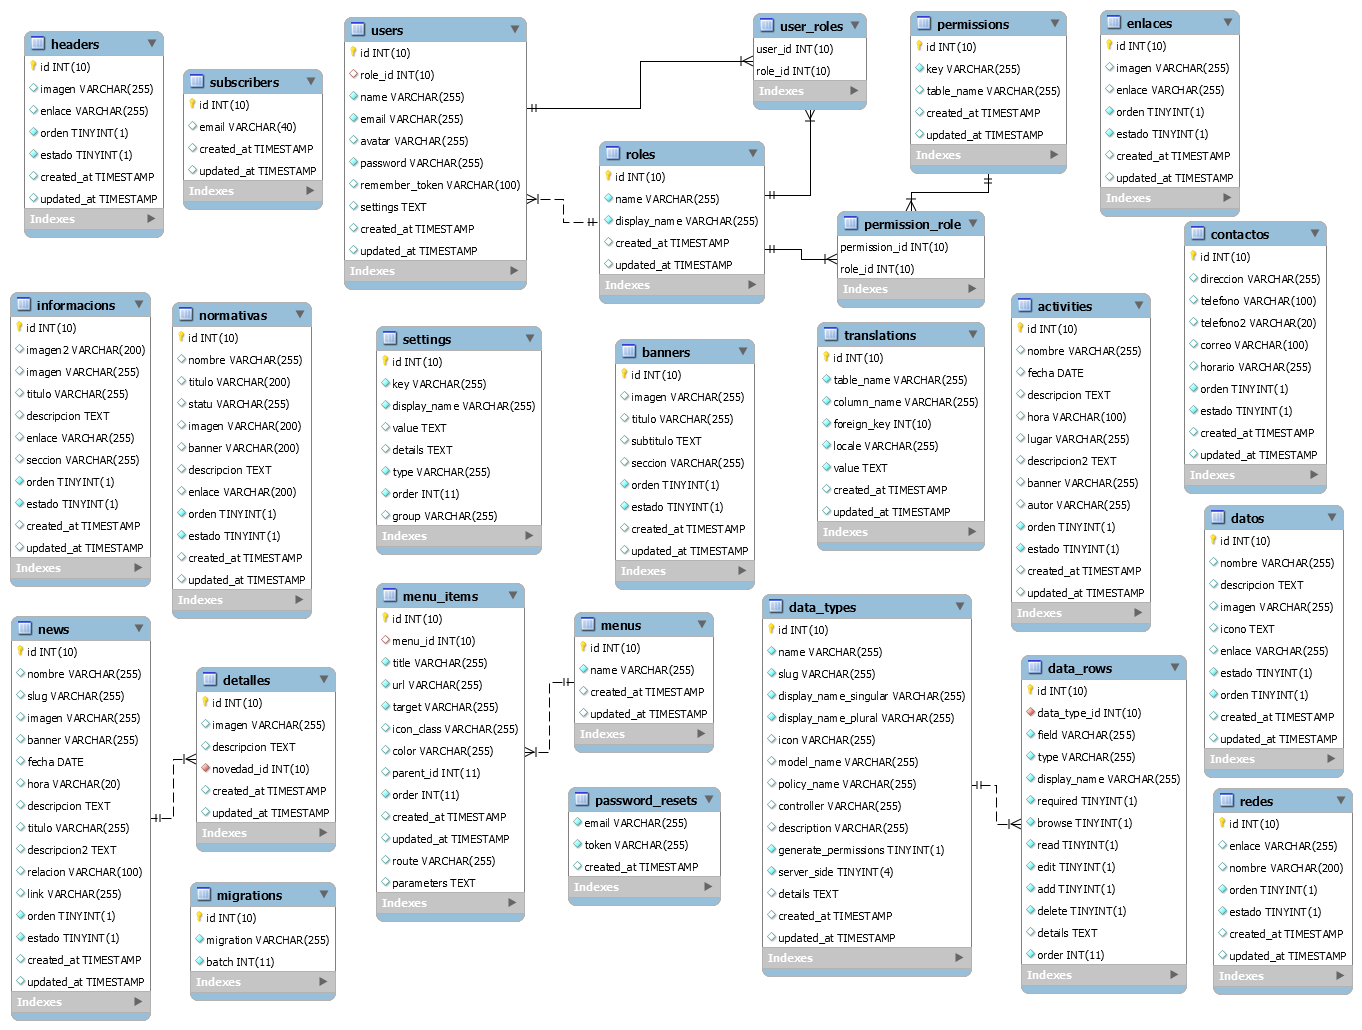 headers
id INT(10)
imagen VARCHAR(255)
enlace VARCHAR(255)
orden TINYINT(1)
estado TINYINT(1)
created_at TIMESTAMP
updated_at TIMESTAMP
Indexes
subscribers
id INT(10)
email VARCHAR(40)
created_at TIMESTAMP
updated_at TIMESTAMP
Indexes
users
id INT(10)
role_id INT(10)
name VARCHAR(255)
email VARCHAR(255)
avatar VARCHAR(255)
password VARCHAR(255)
remember_token VARCHAR(100)
settings TEXT
created_at TIMESTAMP
updated_at TIMESTAMP
Indexes
user_roles
user_id INT(10)
role_id INT(10)
Indexes
permissions
id INT(10)
key VARCHAR(255)
table_name VARCHAR(255)
created_at TIMESTAMP
updated_at TIMESTAMP
Indexes
enlaces
id INT(10)
imagen VARCHAR(255)
enlace VARCHAR(255)
orden TINYINT(1)
estado TINYINT(1)
created_at TIMESTAMP
updated_at TIMESTAMP
Indexes
roles
id INT(10)
name VARCHAR(255)
display_name VARCHAR(255)
created_at TIMESTAMP
updated_at TIMESTAMP
Indexes
permission_role
permission_id INT(10)
role_id INT(10)
Indexes
contactos
id INT(10)
direccion VARCHAR(255)
telefono VARCHAR(100)
telefono2 VARCHAR(20)
correo VARCHAR(100)
horario VARCHAR(255)
orden TINYINT(1)
estado TINYINT(1)
created_at TIMESTAMP
updated_at TIMESTAMP
Indexes
informacions
id INT(10)
imagen2 VARCHAR(200)
imagen VARCHAR(255)
titulo VARCHAR(255)
descripcion TEXT
enlace VARCHAR(255)
seccion VARCHAR(255)
orden TINYINT(1)
estado TINYINT(1)
created_at TIMESTAMP
updated_at TIMESTAMP
Indexes
normativas
id INT(10)
nombre VARCHAR(255)
titulo VARCHAR(200)
statu VARCHAR(255)
imagen VARCHAR(200)
banner VARCHAR(200)
descripcion TEXT
enlace VARCHAR(200)
orden TINYINT(1)
estado TINYINT(1)
created_at TIMESTAMP
updated_at TIMESTAMP
Indexes
settings
id INT(10)
key VARCHAR(255)
display_name VARCHAR(255)
value TEXT
details TEXT
type VARCHAR(255)
order INT(11)
group VARCHAR(255)
Indexes
banners
id INT(10)
imagen VARCHAR(255)
titulo VARCHAR(255)
subtitulo TEXT
seccion VARCHAR(255)
orden TINYINT(1)
estado TINYINT(1)
created_at TIMESTAMP
updated_at TIMESTAMP
Indexes
translations
id INT(10)
table_name VARCHAR(255)
column_name VARCHAR(255)
foreign_key INT(10)
locale VARCHAR(255)
value TEXT
created_at TIMESTAMP
updated_at TIMESTAMP
Indexes
activities
id INT(10)
nombre VARCHAR(255)
fecha DATE
descripcion TEXT
hora VARCHAR(100)
lugar VARCHAR(255)
descripcion2 TEXT
banner VARCHAR(255)
autor VARCHAR(255)
orden TINYINT(1)
estado TINYINT(1)
created_at TIMESTAMP
updated_at TIMESTAMP
Indexes
datos
id INT(10)
nombre VARCHAR(255)
descripcion TEXT
imagen VARCHAR(255)
icono TEXT
enlace VARCHAR(255)
estado TINYINT(1)
orden TINYINT(1)
created_at TIMESTAMP
updated_at TIMESTAMP
Indexes
news
id INT(10)
nombre VARCHAR(255)
slug VARCHAR(255)
imagen VARCHAR(255)
banner VARCHAR(255)
fecha DATE
hora VARCHAR(20)
descripcion TEXT
titulo VARCHAR(255)
descripcion2 TEXT
relacion VARCHAR(100)
link VARCHAR(255)
orden TINYINT(1)
estado TINYINT(1)
created_at TIMESTAMP
updated_at TIMESTAMP
Indexes
detalles
id INT(10)
imagen VARCHAR(255)
descripcion TEXT
novedad_id INT(10)
created_at TIMESTAMP
updated_at TIMESTAMP
Indexes
migrations
id INT(10)
migration VARCHAR(255)
batch INT(11)
Indexes
menu_items
id INT(10)
menu_id INT(10)
title VARCHAR(255)
url VARCHAR(255)
target VARCHAR(255)
icon_class VARCHAR(255)
color VARCHAR(255)
parent_id INT(11)
order INT(11)
created_at TIMESTAMP
updated_at TIMESTAMP
route VARCHAR(255)
parameters TEXT
Indexes
menus
id INT(10)
name VARCHAR(255)
created_at TIMESTAMP
updated_at TIMESTAMP
Indexes
password_resets
email VARCHAR(255)
token VARCHAR(255)
created_at TIMESTAMP
Indexes
data_types
id INT(10)
name VARCHAR(255)
slug VARCHAR(255)
display_name_singular VARCHAR(255)
display_name_plural VARCHAR(255)
icon VARCHAR(255)
model_name VARCHAR(255)
policy_name VARCHAR(255)
controller VARCHAR(255)
description VARCHAR(255)
generate_permissions TINYINT(1)
server_side TINYINT(4)
details TEXT
created_at TIMESTAMP
updated_at TIMESTAMP
Indexes
data_rows
id INT(10)
data_type_id INT(10)
field VARCHAR(255)
type VARCHAR(255)
display_name VARCHAR(255)
required TINYINT(1)
browse TINYINT(1)
read TINYINT(1)
edit TINYINT(1)
add TINYINT(1)
delete TINYINT(1)
details TEXT
order INT(11)
Indexes
redes
id INT(10)
enlace VARCHAR(255)
nombre VARCHAR(200)
orden TINYINT(1)
estado TINYINT(1)
created_at TIMESTAMP
updated_at TIMESTAMP
Indexes